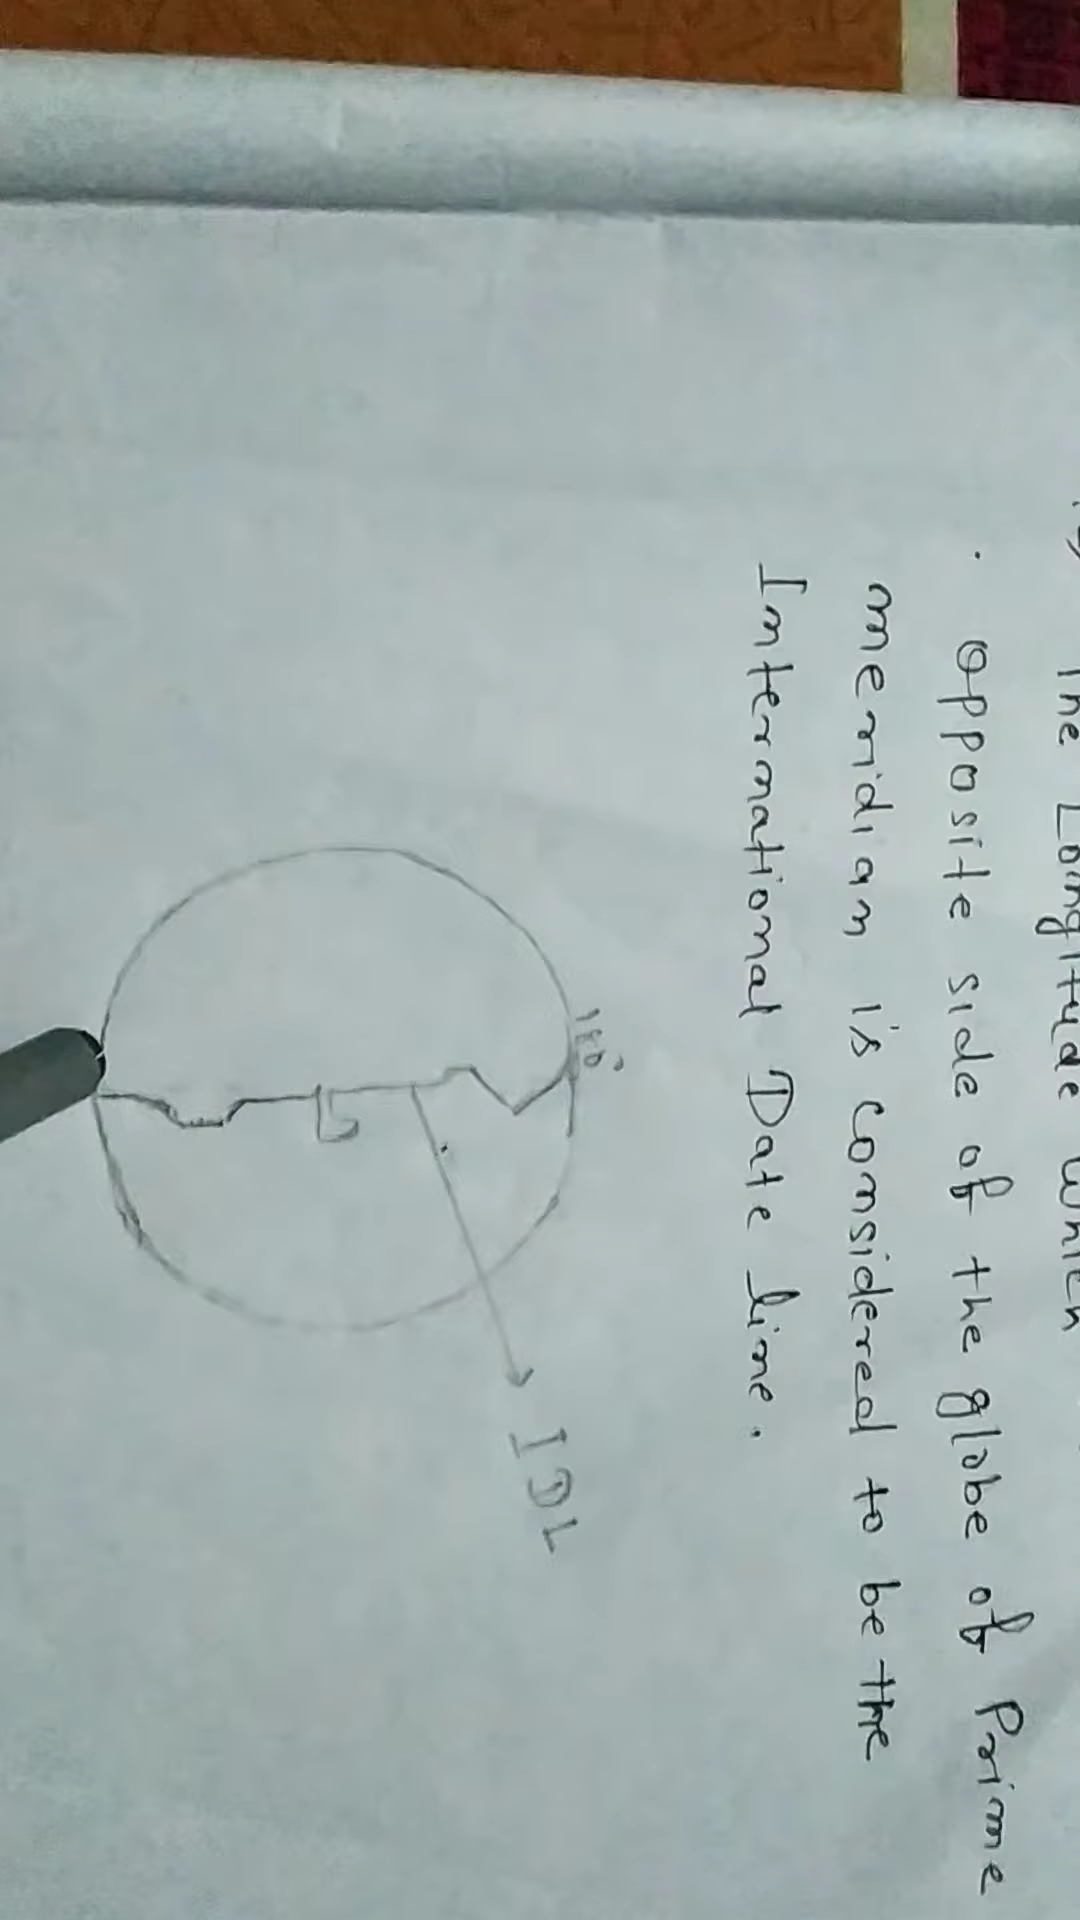 The Longitude which
. opposite side of the globe of Prime
meridian is considered to be the
International Date line.
180°
IDL